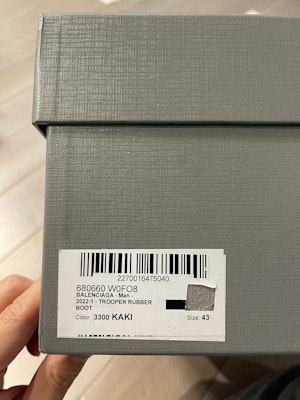 2270016475040
680660 W0FO8
BALENCIAGA - Man -
2022-1 - TROOPER RUBBER
BOOT
Color: 3300 KAKI
Size: 43